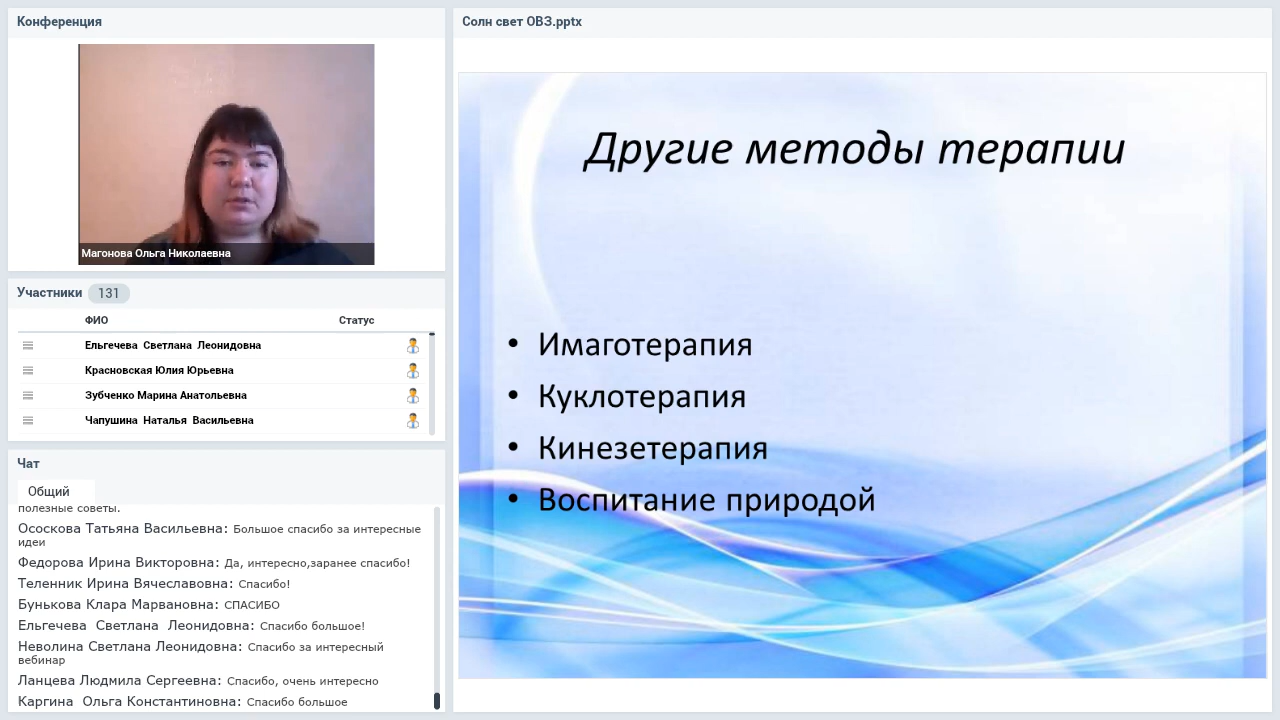 Конференция
Магонова Ольга Николаевна
Участники 131
ФИО Статус
Ельгечева Светлана Леонидовна
Красновская Юлия Юрьевна
Зубченко Марина Анатольевна
Чапушина Наталья Васильевна
Чат
Общий
полезные советы.
Ососкова Татьяна Васильевна: Большое спасибо за интересные
идеи
Федорова Ирина Викторовна: Да, интересно,заранее спасибо!
Теленник Ирина Вячеславовна: Спасибо!
Бунькова Клара Марвановна: СПАСИБО
Ельгечева Светлана Леонидовна: Спасибо большое!
Неволина Светлана Леонидовна: Спасибо за интересный
вебинар
Ланцева Людмила Сергеевна: Спасибо, очень интересно
Каргина Ольга Константиновна: Спасибо большое
Солн свет ОВЗ.pptx
Другие методы терапии
• Имаготерапия
• Куклотерапия
• Кинезетерапия
• Воспитание природой